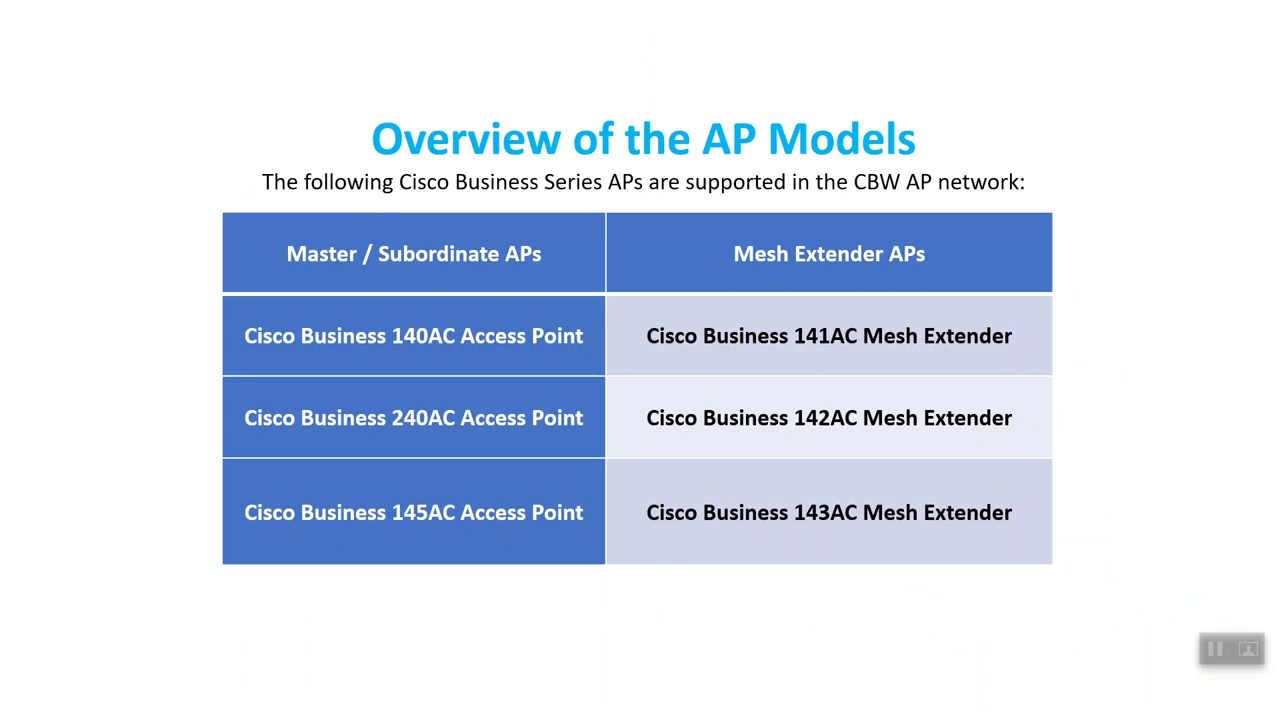 Overview of the AP Models
The following Cisco Business Series APs are supported in the CBW AP network:
Master / Subordinate APs
Mesh Extender APs
Cisco Business 140AC Access Point
Cisco Business 141AC Mesh Extender
Cisco Business 240AC Access Point
Cisco Business 142AC Mesh Extender
Cisco Business 145AC Access Point
Cisco Business 143AC Mesh Extender